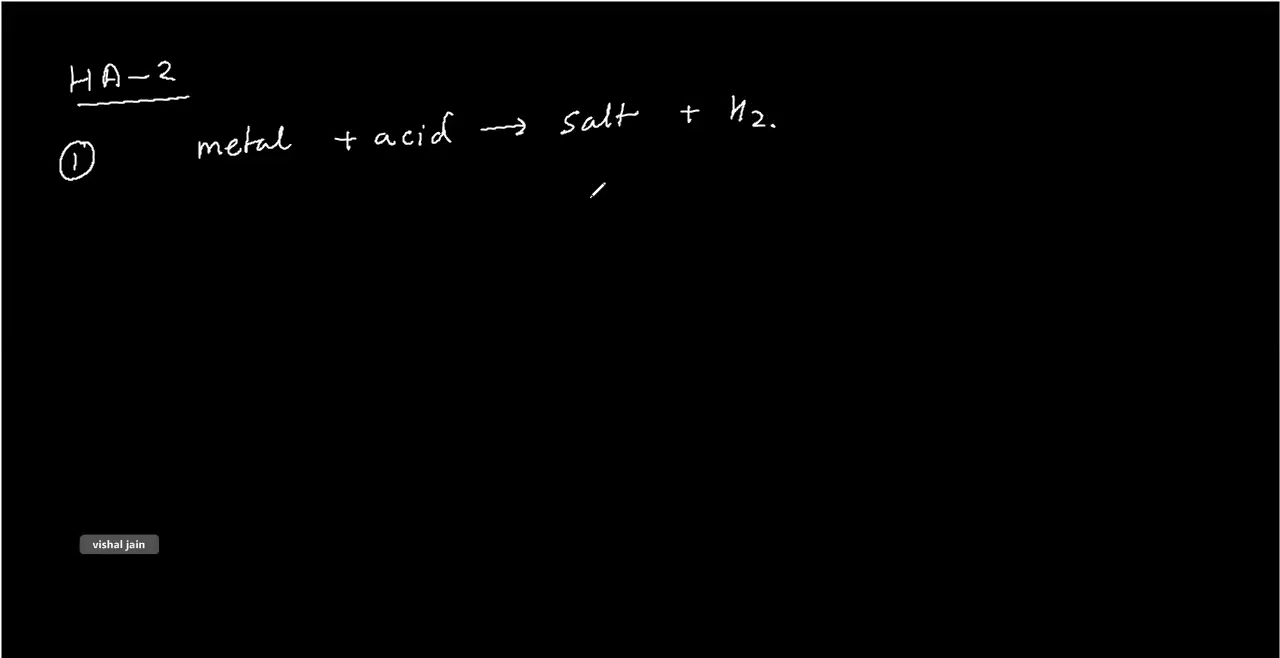 HA-2
① metal + acid → salt + H₂.
vishal jain